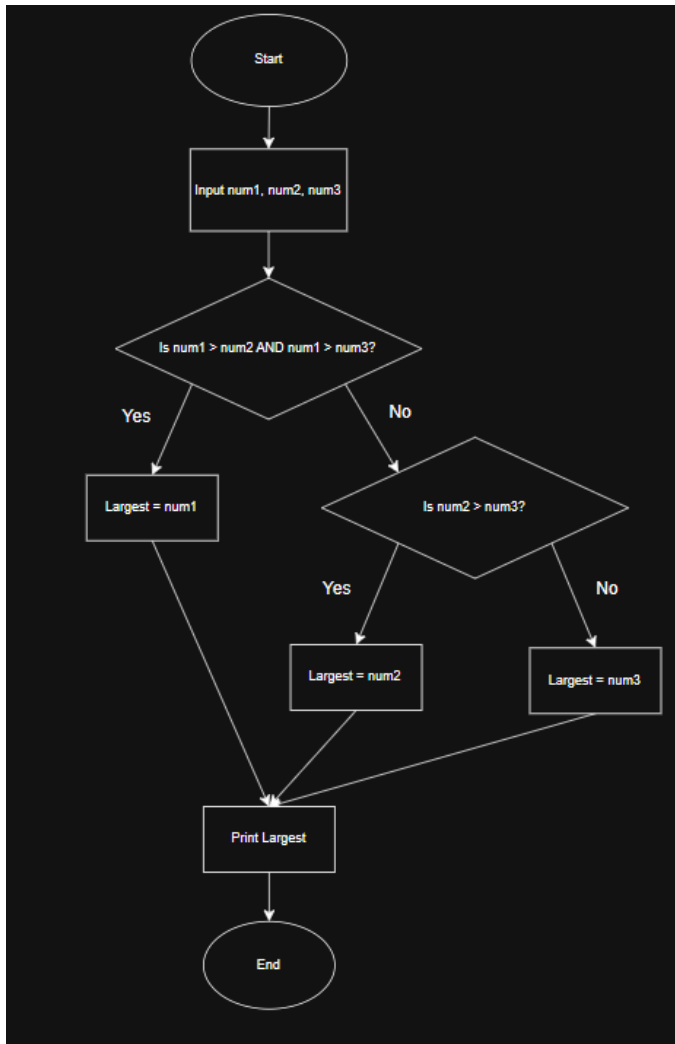 Start
Input num1, num2, num3
Is num1 > num2 AND num1 > num3?
Yes
No
Largest = num1
Is num2 > num3?
Yes
No
Largest = num2
Largest = num3
Print Largest
End